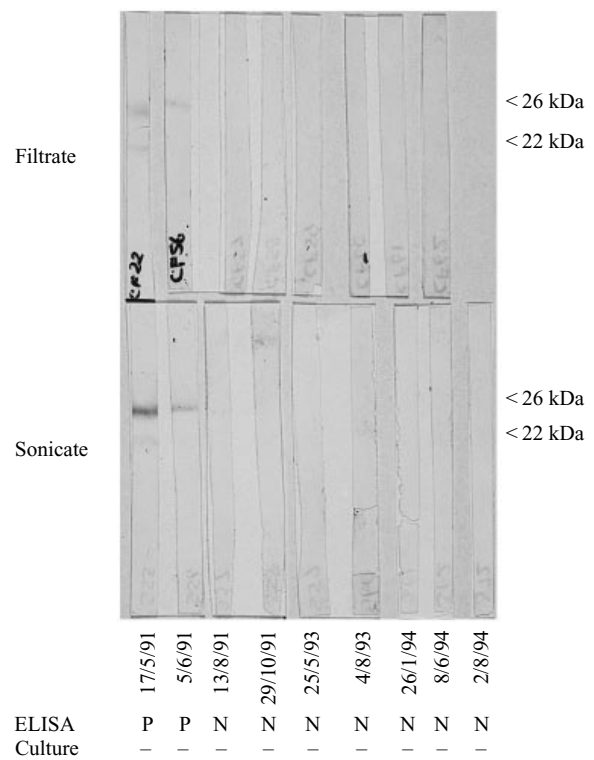 < 26 kDa
< 22 kDa
Filtrate
CF22
CF56
< 26 kDa
< 22 kDa
Sonicate
17/5/91 5/6/91 13/8/91 29/10/91 25/5/93 4/8/93 26/1/94 8/6/94 2/8/94
ELISA P P N N N N N N N
Culture – – – – – – – – –